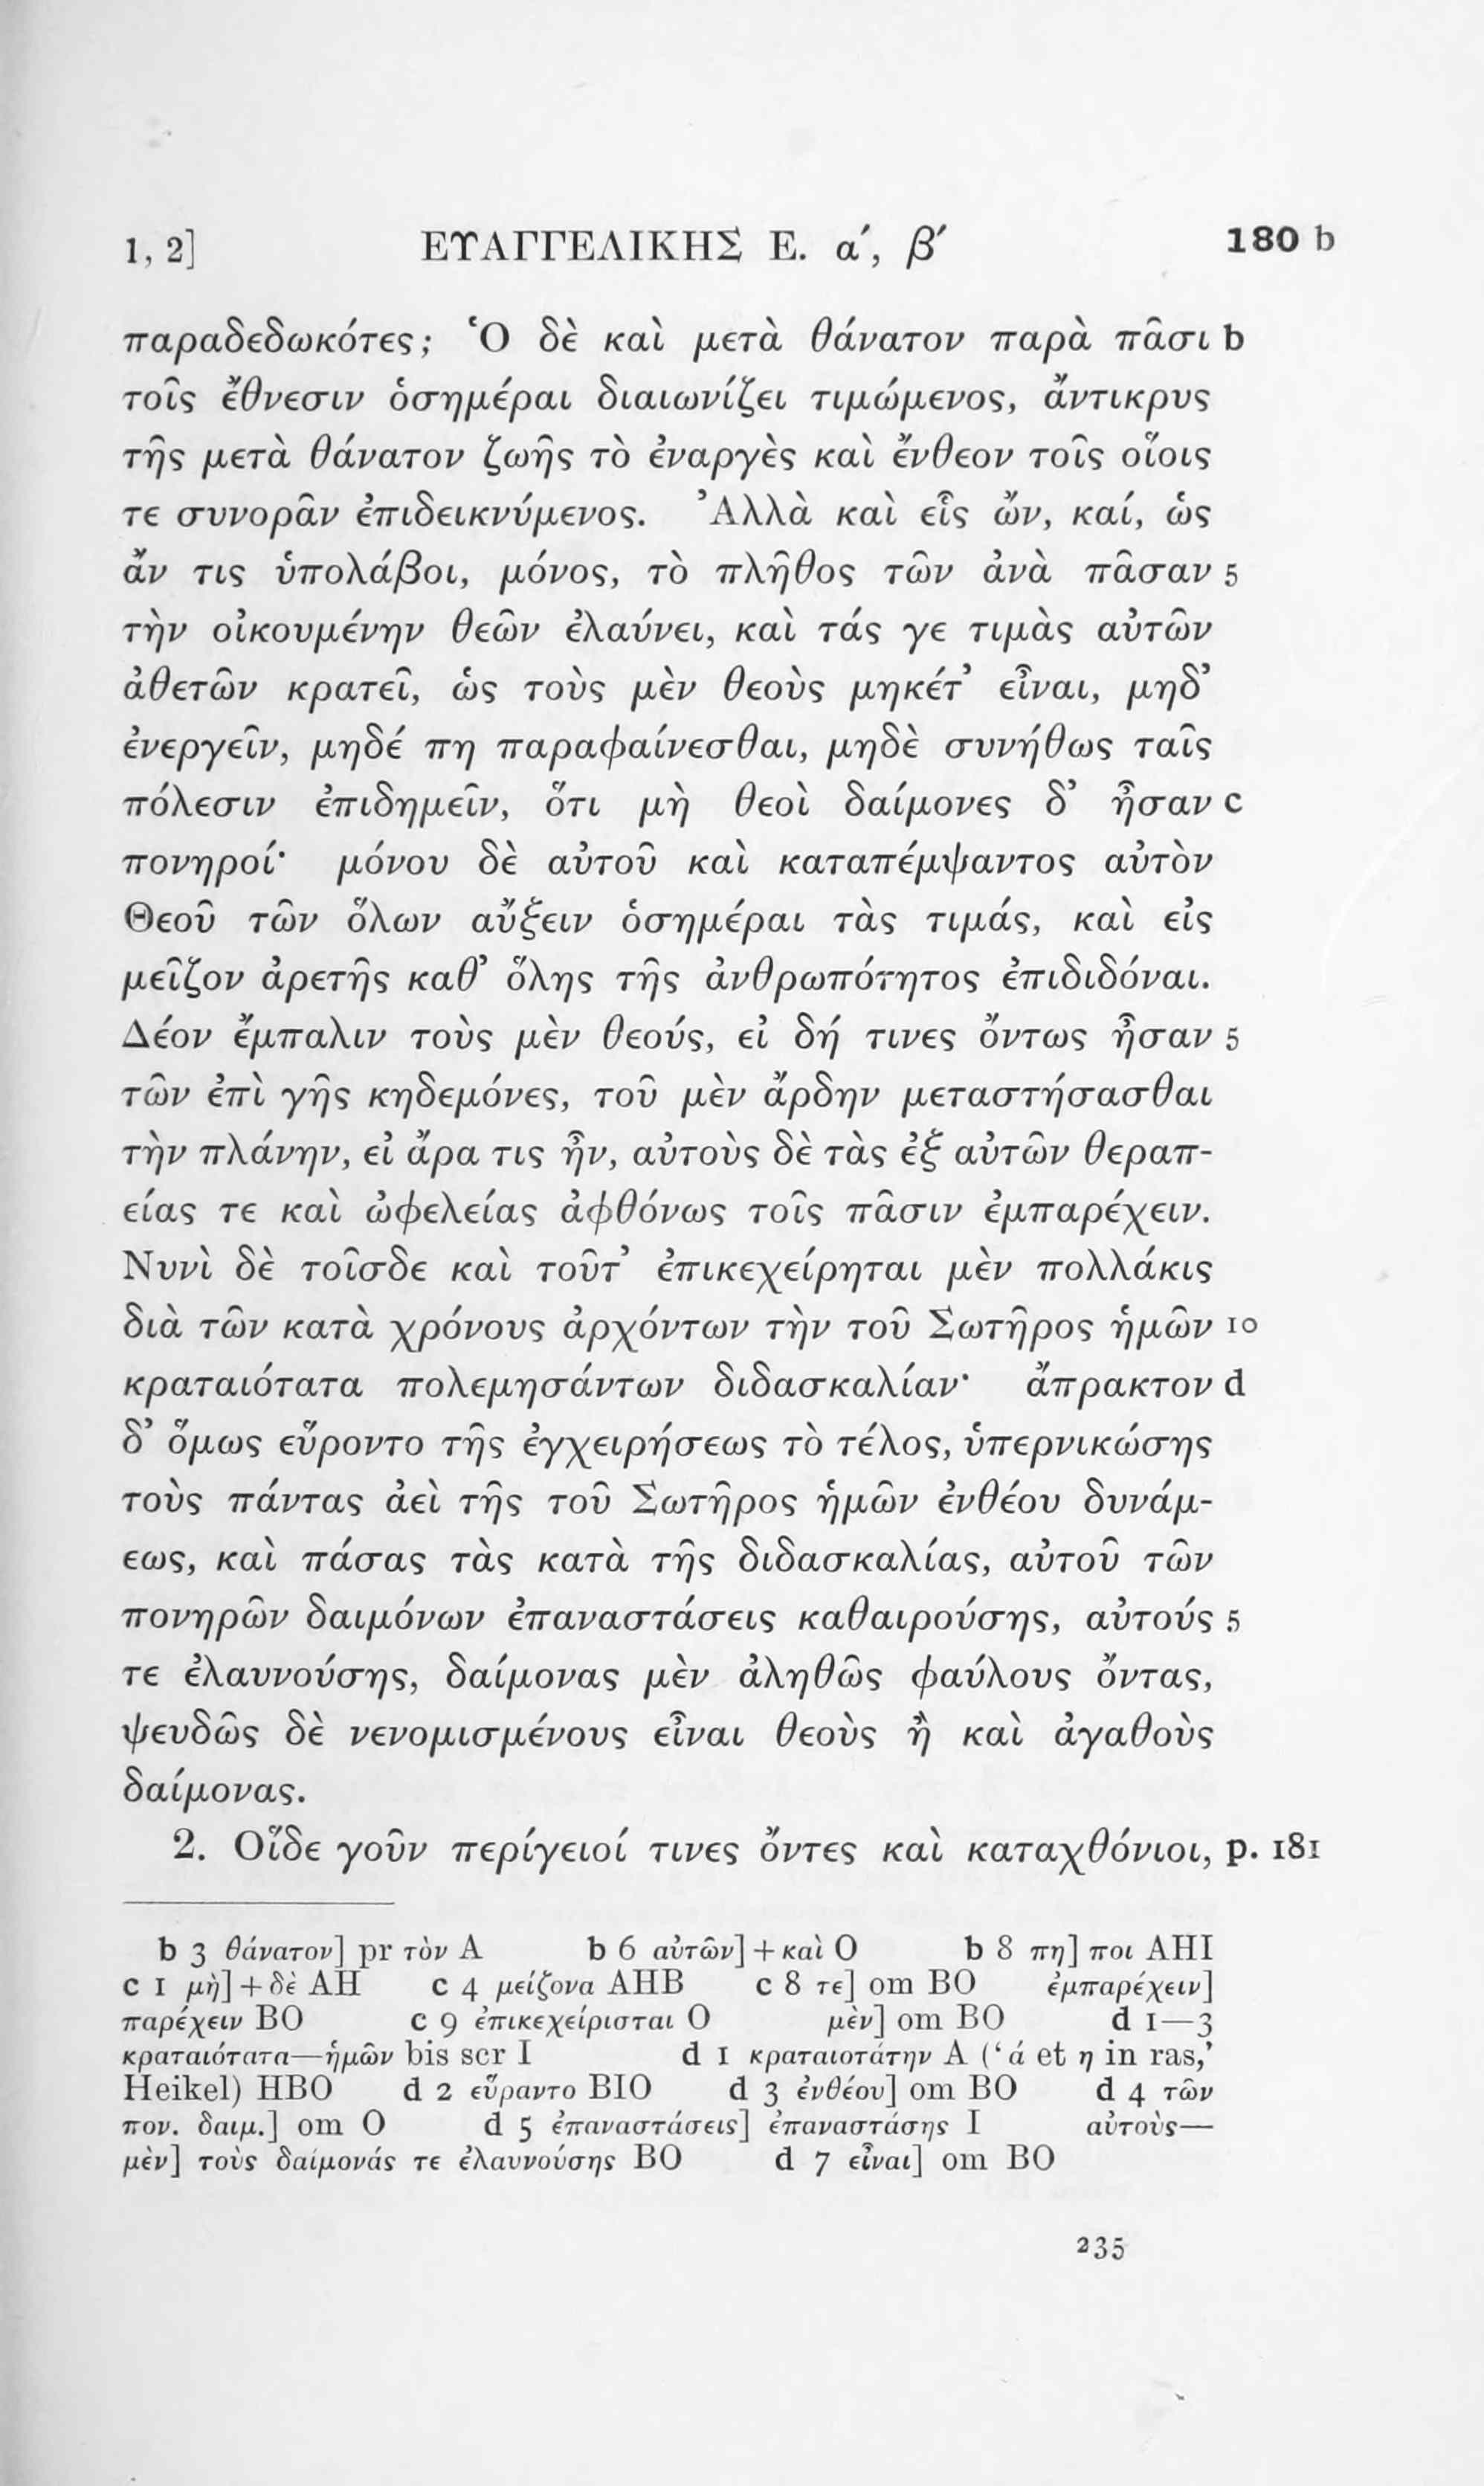 1, 2] ΕΥΑΓΓΕΛΙΚΗΣ Ε. α′, β′ 180 b
παραδεδωκότες; Ὁ δὲ καὶ μετὰ θάνατον παρὰ πᾶσι b
τοῖς ἔθνεσιν ὁσημέραι διαιωνίζει τιμώμενος, ἄντικρυς
τῆς μετὰ θάνατον ζωῆς τὸ ἐναργὲς καὶ ἔνθεον τοῖς οἵοις
τε συνορᾶν ἐπιδεικνύμενος. Ἀλλὰ καὶ εἷς ὤν, καί, ὡς
ἄν τις ὑπολάβοι, μόνος, τὸ πλῆθος τῶν ἀνὰ πᾶσαν 5
τὴν οἰκουμένην θεῶν ἐλαύνει, καὶ τάς γε τιμὰς αὐτῶν
ἀθετῶν κρατεῖ, ὡς τοὺς μὲν θεοὺς μηκέτ’ εἶναι, μηδ’
ἐνεργεῖν, μηδέ πη παραφαίνεσθαι, μηδὲ συνήθως ταῖς
πόλεσιν ἐπιδημεῖν, ὅτι μὴ θεοὶ δαίμονες δ’ ἦσαν c
πονηροί· μόνου δὲ αὐτοῦ καὶ καταπέμψαντος αὐτὸν
Θεοῦ τῶν ὅλων αὔξειν ὁσημέραι τὰς τιμάς, καὶ εἰς
μεῖζον ἀρετῆς καθ’ ὅλης τῆς ἀνθρωπότητος ἐπιδιδόναι.
Δέον ἔμπαλιν τοὺς μὲν θεούς, εἰ δή τινες ὄντως ἦσαν 5
τῶν ἐπὶ γῆς κηδεμόνες, τοῦ μὲν ἄρδην μεταστήσασθαι
τὴν πλάνην, εἰ ἄρα τις ἦν, αὐτοὺς δὲ τὰς ἐξ αὐτῶν θεραπ-
είας τε καὶ ὠφελείας ἀφθόνως τοῖς πᾶσιν ἐμπαρέχειν.
Νυνὶ δὲ τοῖσδε καὶ τοῦτ’ ἐπικεχείρηται μὲν πολλάκις
διὰ τῶν κατὰ χρόνους ἀρχόντων τὴν τοῦ Σωτῆρος ἡμῶν 10
κραταιότατα πολεμησάντων διδασκαλίαν· ἄπρακτον d
δ’ ὅμως εὕροντο τῆς ἐγχειρήσεως τὸ τέλος, ὑπερνικώσης
τοὺς πάντας ἀεὶ τῆς τοῦ Σωτῆρος ἡμῶν ἐνθέου δυνάμ-
εως, καὶ πάσας τὰς κατὰ τῆς διδασκαλίας, αὐτοῦ τῶν
πονηρῶν δαιμόνων ἐπαναστάσεις καθαιρούσης, αὐτούς 5
τε ἐλαυνούσης, δαίμονας μὲν ἀληθῶς φαύλους ὄντας,
ψευδῶς δὲ νενομισμένους εἶναι θεοὺς ἢ καὶ ἀγαθοὺς
δαίμονας.
2. Οἵδε γοῦν περίγειοί τινες ὄντες καὶ καταχθόνιοι, p. 181
b 3 θάνατον] pr τὸν A b 6 αὐτῶν]+καὶ O b 8 πη] ποι AHI
c 1 μὴ]+δὲ AH c 4 μείζονα AHB c 8 τε] om BO ἐμπαρέχειν]
παρέχειν BO c 9 ἐπικεχείρισται O μὲν] om BO d 1—3
κραταιότατα—ἡμῶν bis scr I d 1 κραταιοτάτην A (‘ά et η in ras,’
Heikel) HBO d 2 εὕραντο BIO d 3 ἐνθέου] om BO d 4 τῶν
πον. δαιμ.] om O d 5 ἐπαναστάσεις] ἐπαναστάσης I αὐτοὺς—
μὲν] τοὺς δαίμονάς τε ἐλαυνούσης BO d 7 εἶναι] om BO
235